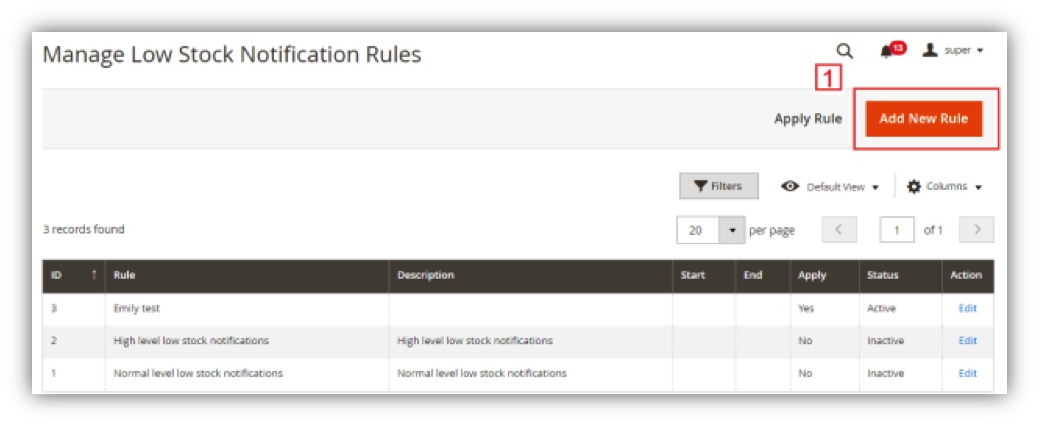 Manage Low Stock Notification Rules
13
super
1
Apply Rule
Add New Rule
Filters
Default View
Columns
3 records found
20 per page
1 of 1
ID ↑ Rule Description Start End Apply Status Action
3 Emily test Yes Active Edit
2 High level low stock notifications High level low stock notifications No Inactive Edit
1 Normal level low stock notifications Normal level low stock notifications No Inactive Edit